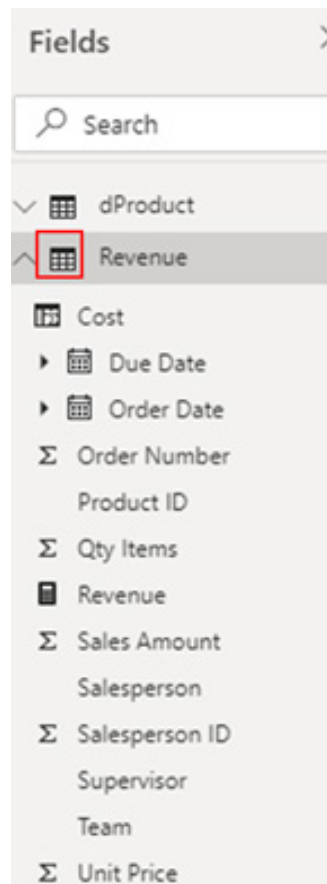 Fields
Search
dProduct
Revenue
Cost
Due Date
Order Date
Σ Order Number
Product ID
Σ Qty Items
Revenue
Σ Sales Amount
Salesperson
Σ Salesperson ID
Supervisor
Team
Σ Unit Price